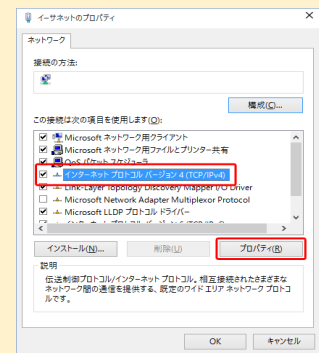 イーサネットのプロパティ
ネットワーク
接続の方法:
構成(C)...
この接続は次の項目を使用します(O):
Microsoft ネットワーク用クライアント
Microsoft ネットワーク用ファイルとプリンター共有
QoS パケット スケジューラ
インターネット プロトコル バージョン 4 (TCP/IPv4)
Link-Layer Topology Discovery Mapper I/O Driver
Microsoft Network Adapter Multiplexor Protocol
Microsoft LLDP プロトコル ドライバー
インストール(N)...
削除(U)
プロパティ(R)
説明
伝送制御プロトコル/インターネット プロトコル。相互接続されたさまざまな
ネットワーク間の通信を提供する、既定のワイド エリア ネットワーク プロトコ
ルです。
OK
キャンセル